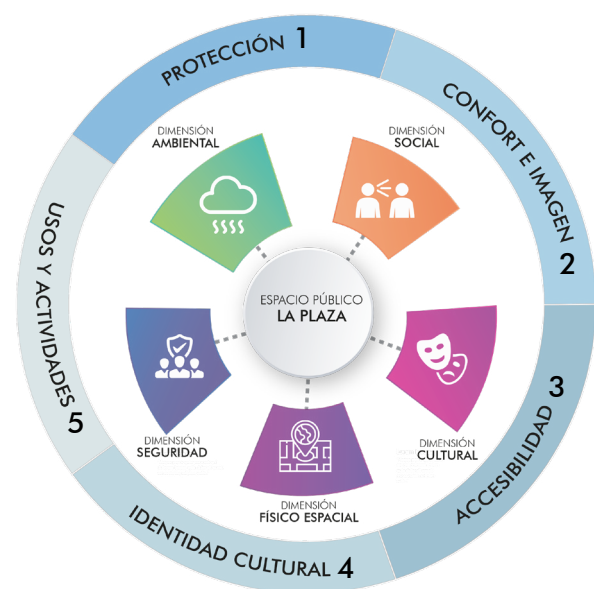 PROTECCIÓN 1
CONFORT E IMAGEN 2
ACCESIBILIDAD 3
IDENTIDAD CULTURAL 4
USOS Y ACTIVIDADES 5
DIMENSIÓN
AMBIENTAL
DIMENSIÓN
SOCIAL
ESPACIO PÚBLICO
LA PLAZA
DIMENSIÓN
SEGURIDAD
DIMENSIÓN
CULTURAL
DIMENSIÓN
FÍSICO ESPACIAL